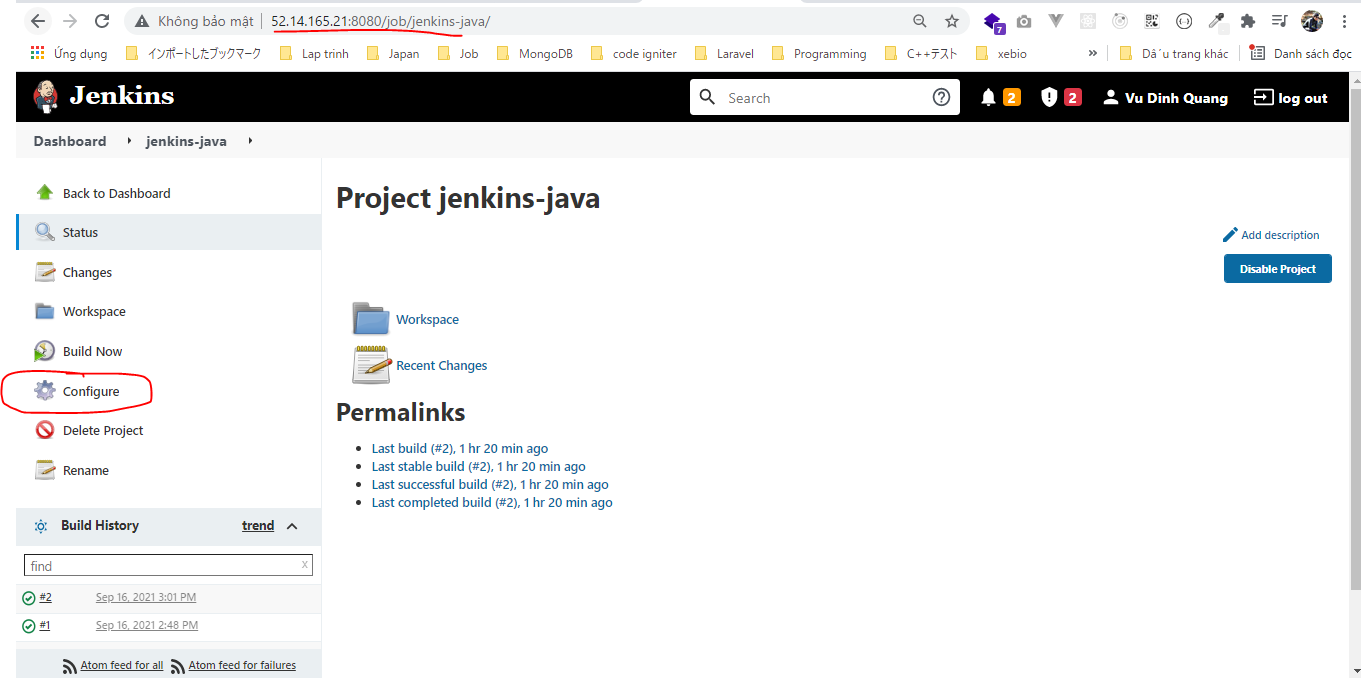 Không bảo mật 52.14.165.21:8080/job/jenkins-java/
7
Ứng dụng インポートしたブックマーク Lap trinh Japan Job MongoDB code igniter Laravel Programming C++テスト xebio » Dấu trang khác Danh sách đọc
Jenkins Search 2 2 Vu Dinh Quang log out
Dashboard jenkins-java
Back to Dashboard
Status
Changes
Workspace
Build Now
Configure
Delete Project
Rename
Build History trend
find x
#2 Sep 16, 2021 3:01 PM
#1 Sep 16, 2021 2:48 PM
Atom feed for all Atom feed for failures
Project jenkins-java
Add description
Disable Project
Workspace
Recent Changes
Permalinks
Last build (#2), 1 hr 20 min ago
Last stable build (#2), 1 hr 20 min ago
Last successful build (#2), 1 hr 20 min ago
Last completed build (#2), 1 hr 20 min ago